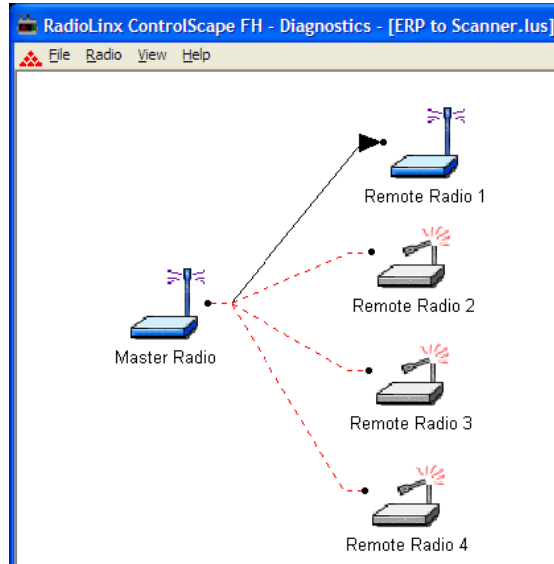 RadioLinx ControlScape FH - Diagnostics - [ERP to Scanner.lus]
File Radio View Help
Remote Radio 1
Remote Radio 2
Master Radio
Remote Radio 3
Remote Radio 4